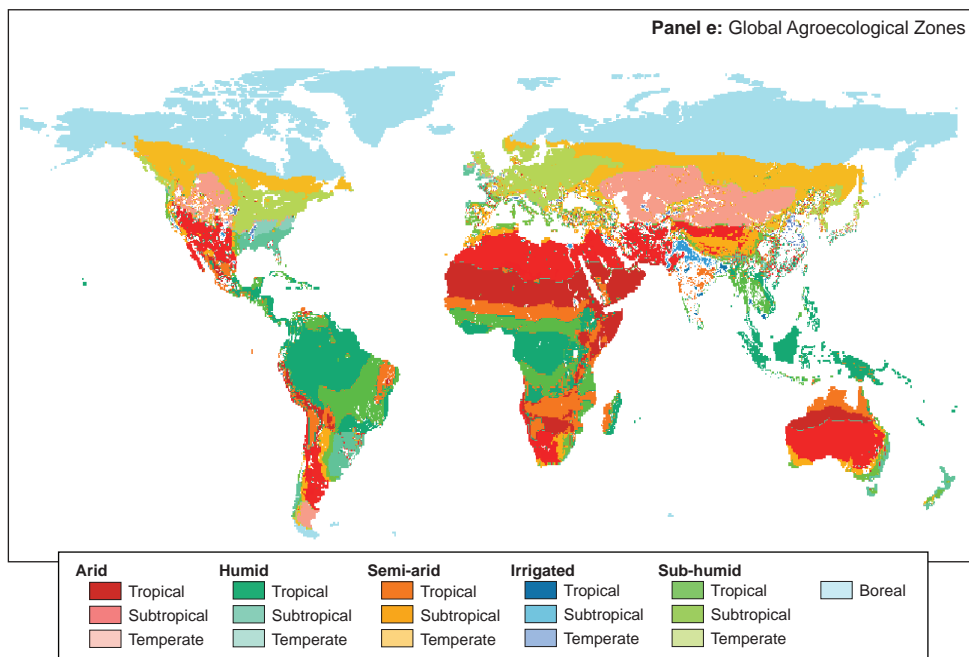 Panel e: Global Agroecological Zones
Arid Humid Semi-arid Irrigated Sub-humid
Tropical Tropical Tropical Tropical Tropical Boreal
Subtropical Subtropical Subtropical Subtropical Subtropical
Temperate Temperate Temperate Temperate Temperate